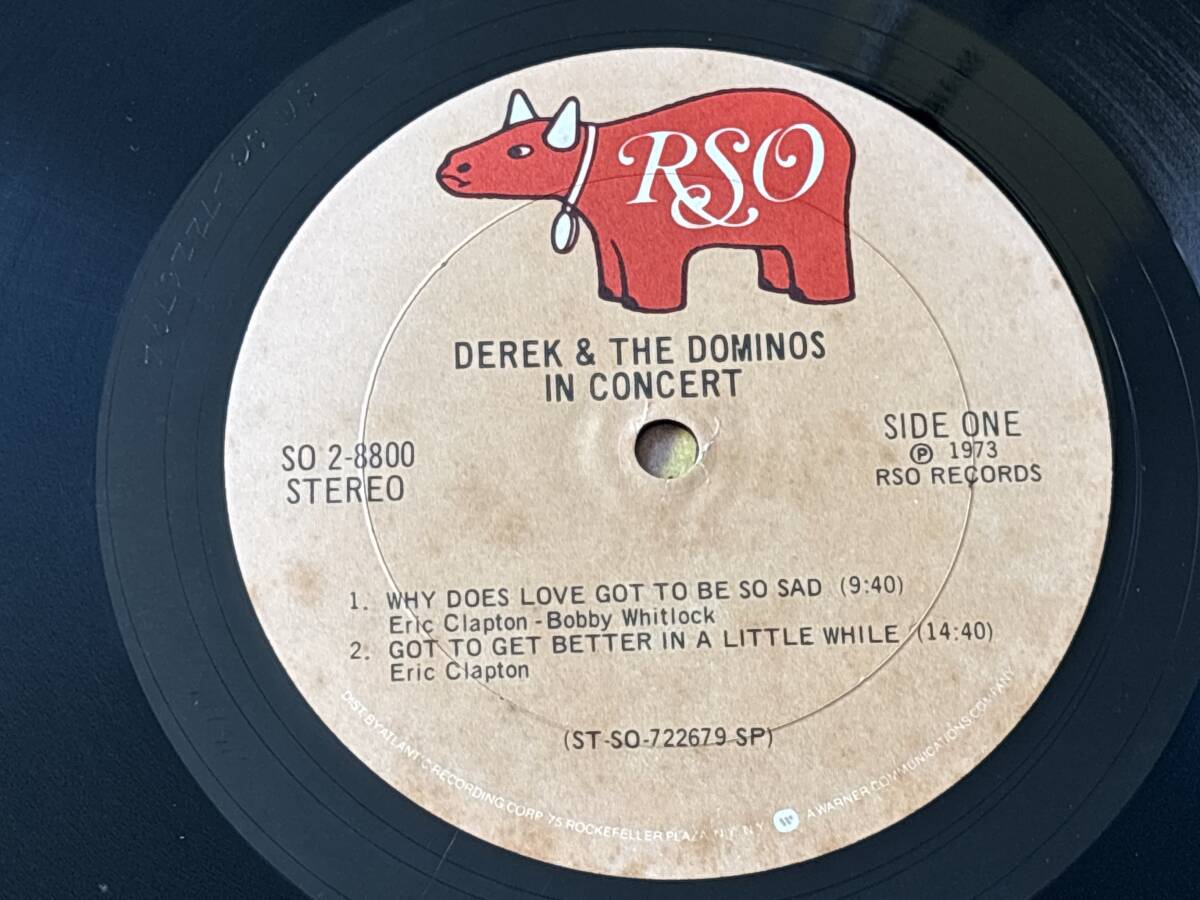 RSO
DEREK & THE DOMINOS
IN CONCERT
SO 2-8800
STEREO
SIDE ONE
℗ 1973
RSO RECORDS
1. WHY DOES LOVE GOT TO BE SO SAD (9:40)
Eric Clapton - Bobby Whitlock
2. GOT TO GET BETTER IN A LITTLE WHILE (14:40)
Eric Clapton
(ST-SO-722679 SP)
DIST BY ATLANTIC RECORDING CORP 75 ROCKEFELLER PLAZA N.Y. N.Y. W A WARNER COMMUNICATIONS COMPANY